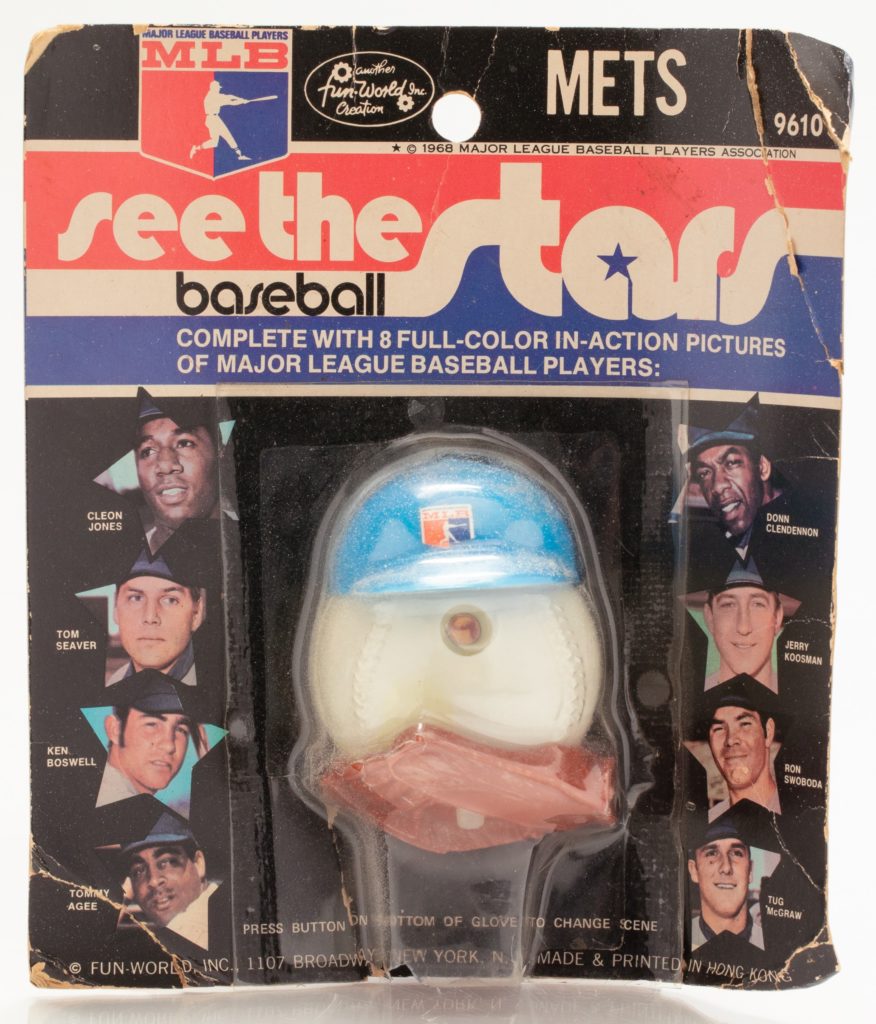 MAJOR LEAGUE BASEBALL PLAYERS
MLB
another
fun-World Inc.
Creation
METS
9610
★ © 1968 MAJOR LEAGUE BASEBALL PLAYERS ASSOCIATION
see the stars
baseball
COMPLETE WITH 8 FULL-COLOR IN-ACTION PICTURES
OF MAJOR LEAGUE BASEBALL PLAYERS:
CLEON
JONES
DONN
CLENDENNON
MLB
TOM
SEAVER
JERRY
KOOSMAN
KEN
BOSWELL
RON
SWOBODA
TOMMY
AGEE
TUG
McGRAW
PRESS BUTTON ON BOTTOM OF GLOVE TO CHANGE SCENE
© FUN-WORLD, INC., 1107 BROADWAY, NEW YORK, N. MADE & PRINTED IN HONG KONG